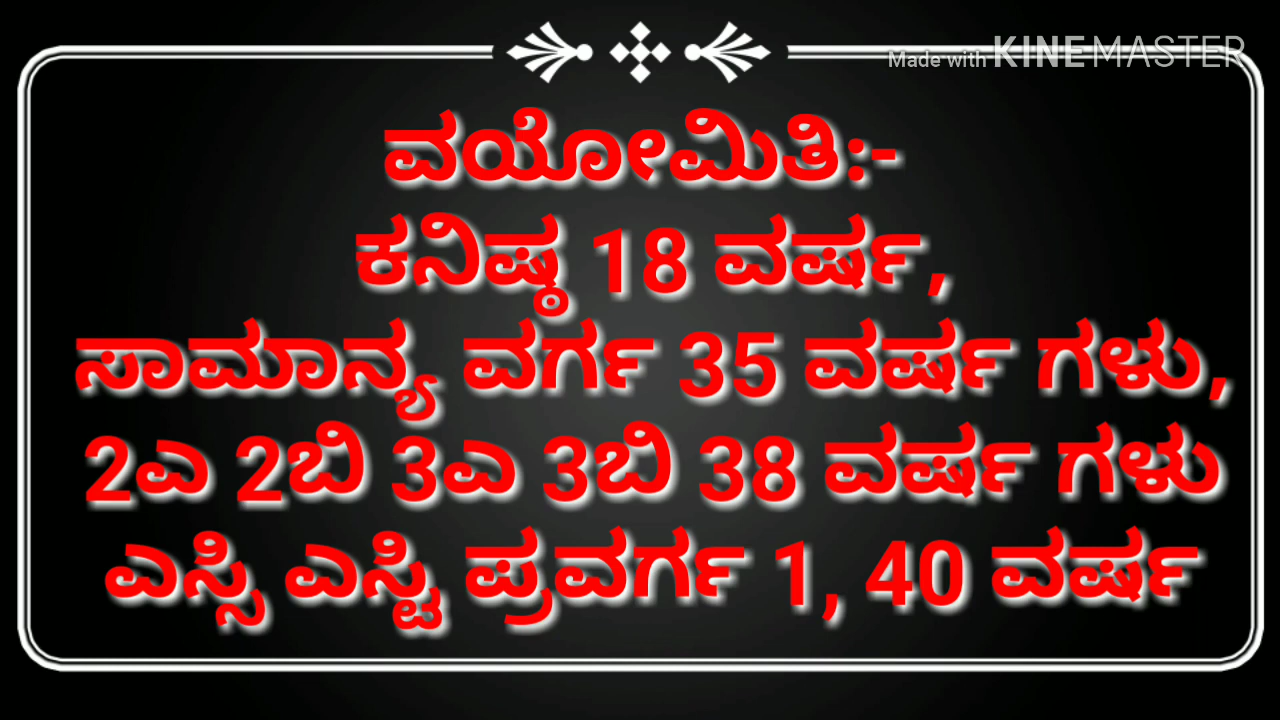 Made with KINEMASTER
ವಯೋಮಿತಿ:-
ಕನಿಷ್ಠ 18 ವರ್ಷ,
ಸಾಮಾನ್ಯ ವರ್ಗ 35 ವರ್ಷ ಗಳು,
2ಎ 2ಬಿ 3ಎ 3ಬಿ 38 ವರ್ಷ ಗಳು
ಎಸ್ಸಿ ಎಸ್ಟಿ ಪ್ರವರ್ಗ 1, 40 ವರ್ಷ